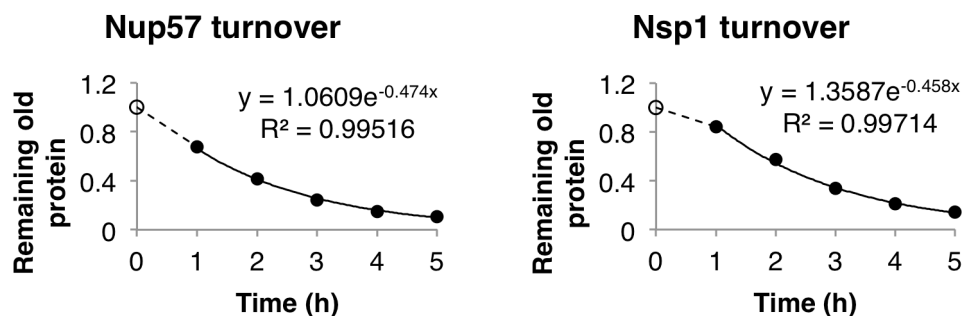 Nup57 turnover
1.2
0.8
0.4
0
Remaining old
protein
y = 1.0609e^-0.474x
R² = 0.99516
0 1 2 3 4 5
Time (h)
Nsp1 turnover
1.2
0.8
0.4
0
Remaining old
protein
y = 1.3587e^-0.458x
R² = 0.99714
0 1 2 3 4 5
Time (h)